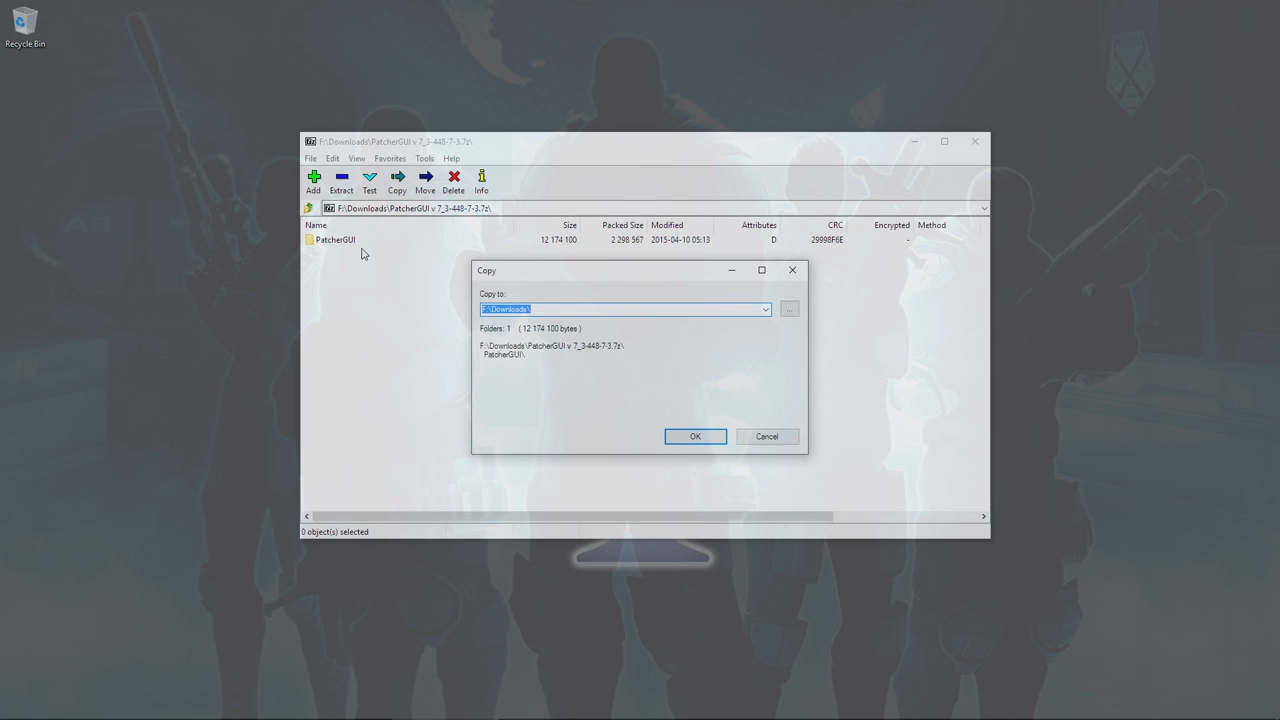 Recycle Bin
F:\Downloads\PatcherGUI v 7_3-448-7-3.7z\
File Edit View Favorites Tools Help
Add Extract Test Copy Move Delete Info
F:\Downloads\PatcherGUI v 7_3-448-7-3.7z\
Name Size Packed Size Modified Attributes CRC Encrypted Method
PatcherGUI 12 174 100 2 298 567 2015-04-10 05:13 D 29998F6E -
Copy
Copy to:
F:\Downloads\
...
Folders: 1 ( 12 174 100 bytes )
F:\Downloads\PatcherGUI v 7_3-448-7-3.7z\
PatcherGUI\
OK Cancel
0 object(s) selected